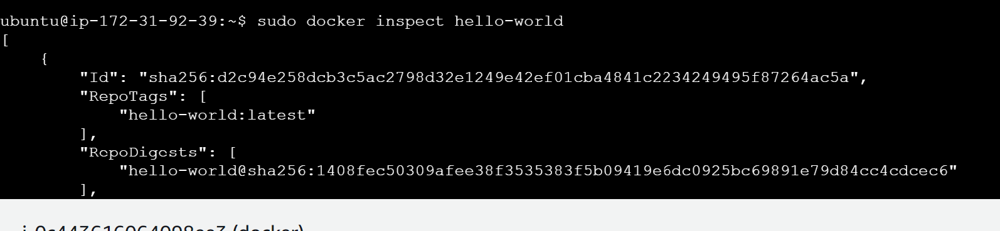 ubuntu@ip-172-31-92-39:~$ sudo docker inspect hello-world
[
{
"Id": "sha256:d2c94e258dcb3c5ac2798d32e1249e42ef01cba4841c2234249495f87264ac5a",
"RepoTags": [
"hello-world:latest"
],
"RepoDigests": [
"hello-world@sha256:1408fec50309afee38f3535383f5b09419e6dc0925bc69891e79d84cc4cdcec6"
],
(docker)